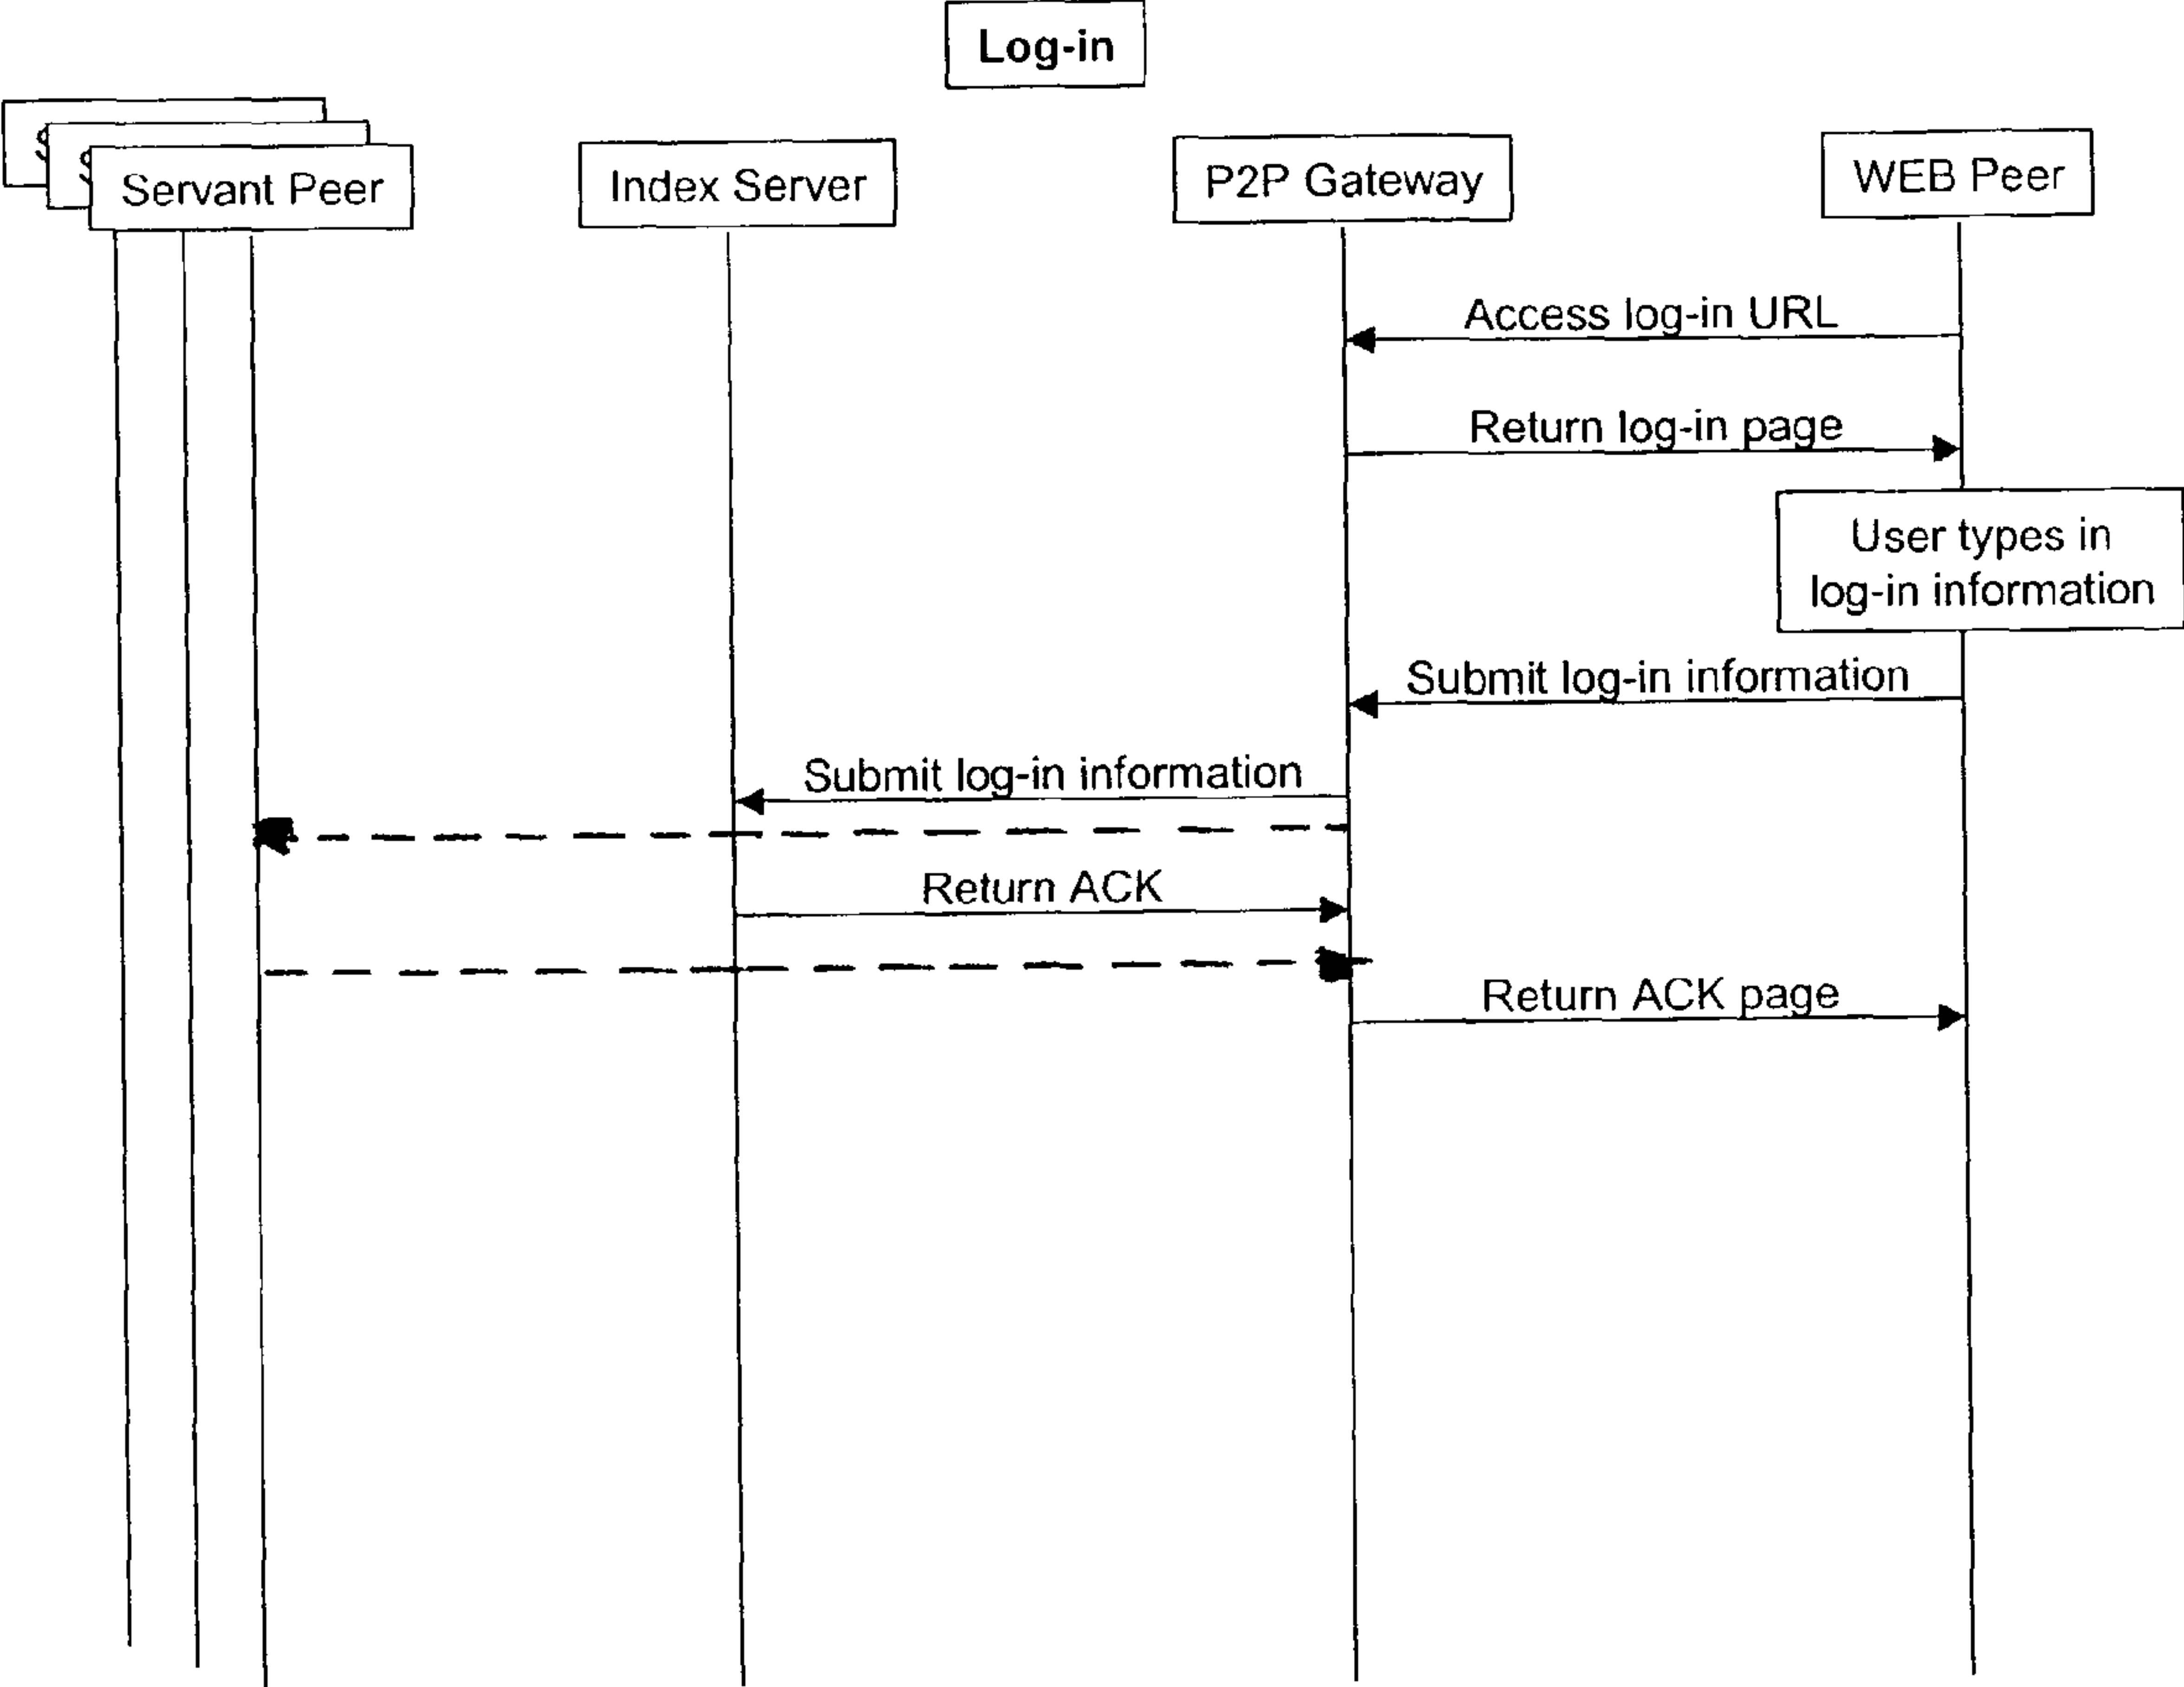 Log-in
S
S
Servant Peer
Index Server
P2P Gateway
WEB Peer
Access log-in URL
Return log-in page
User types in
log-in information
Submit log-in information
Submit log-in information
Return ACK
Return ACK page